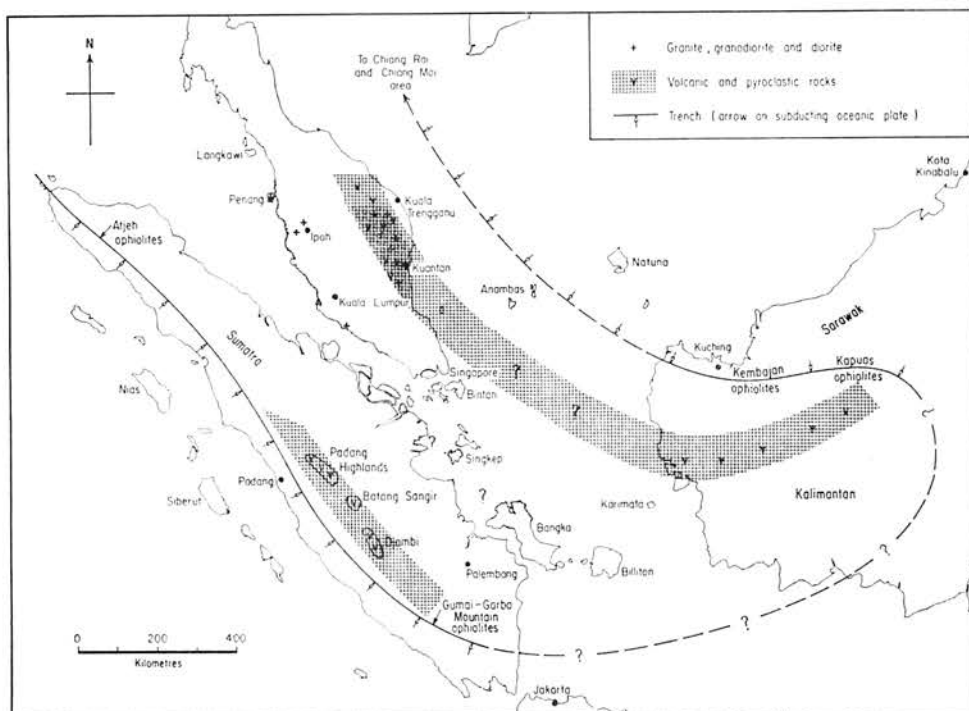 N
Granite, granodiorite and diorite
Volcanic and pyroclastic rocks
Trench (arrow on subducting oceanic plate)
To Chiang Rai
and Chiang Mai
area
Langkawi
Penang
Ipoh
Kuala
Trengganu
Kota
Kinabalu
Atjeh
ophiolites
Kuantan
Natuna
Anambas
Kuala Lumpur
Sumatra
Sarawak
Kuching
Nias
Singapore
Bintan
?
?
Kembajan
ophiolites
Kapuas
ophiolites
?
?
Padang
Highlands
Singkep
Padang
Siberut
Batang Sangir
?
Karimata
Kalimantan
?
Bangka
Djambi
Palembang
Billiton
Gumai-Garba
Mountain
ophiolites
?
?
?
0 200 400
Kilometres
Jakarta